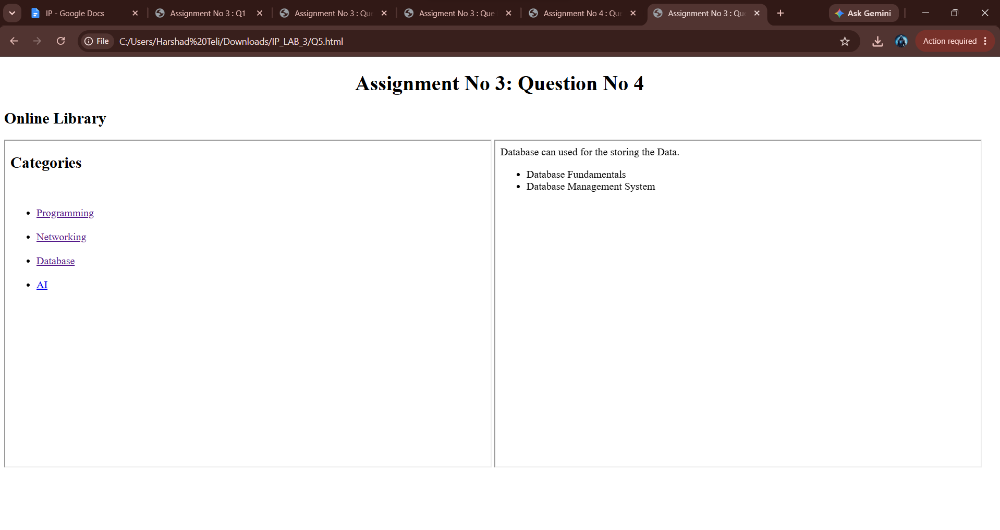 IP - Google Docs
Assignment No 3 : Q1
Assignment No 3 : Que
Assigment No 3 : Que
Assignment No 4 : Que
Assignment No 3 : Qu
Ask Gemini
File
C:/Users/Harshad%20Teli/Downloads/IP_LAB_3/Q5.html
Action required
Assignment No 3: Question No 4
Online Library
Categories
Programming
Networking
Database
AI
Database can used for the storing the Data.
Database Fundamentals
Database Management System